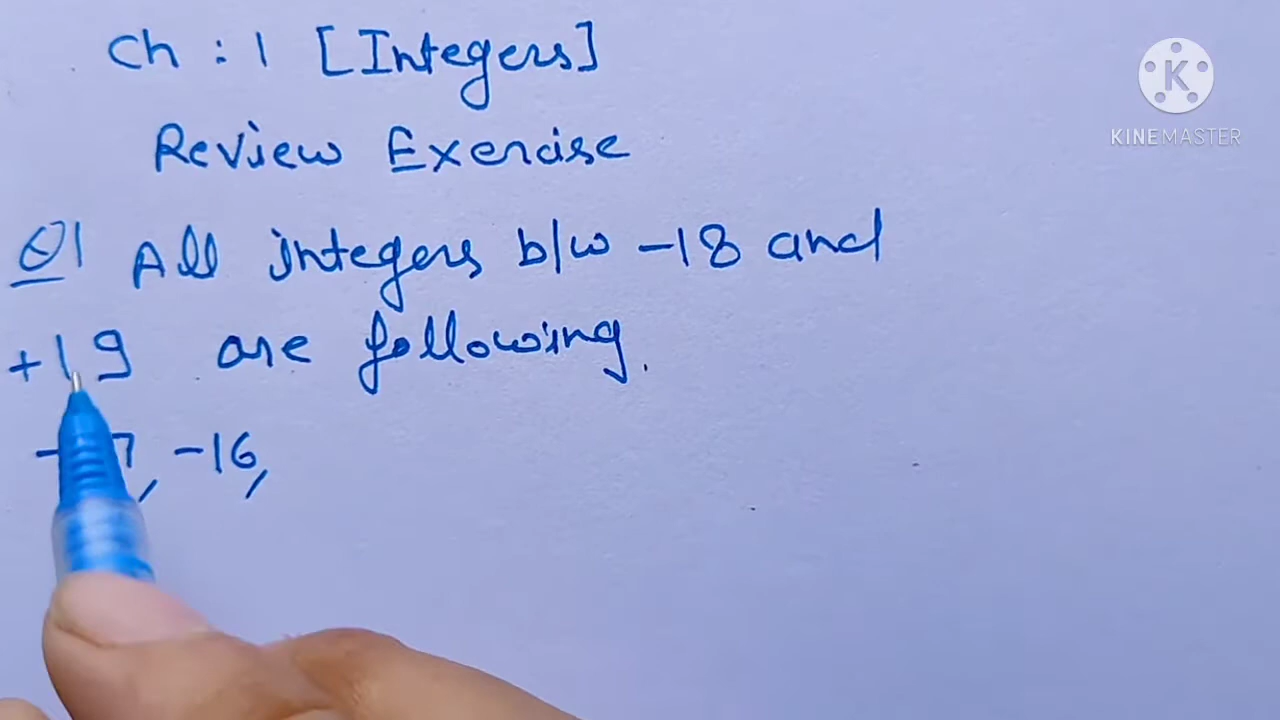 Ch : 1 [Integers]
Review Exercise
Q1 All integers b/w -18 and
+19 are following.
-16,
KINEMASTER